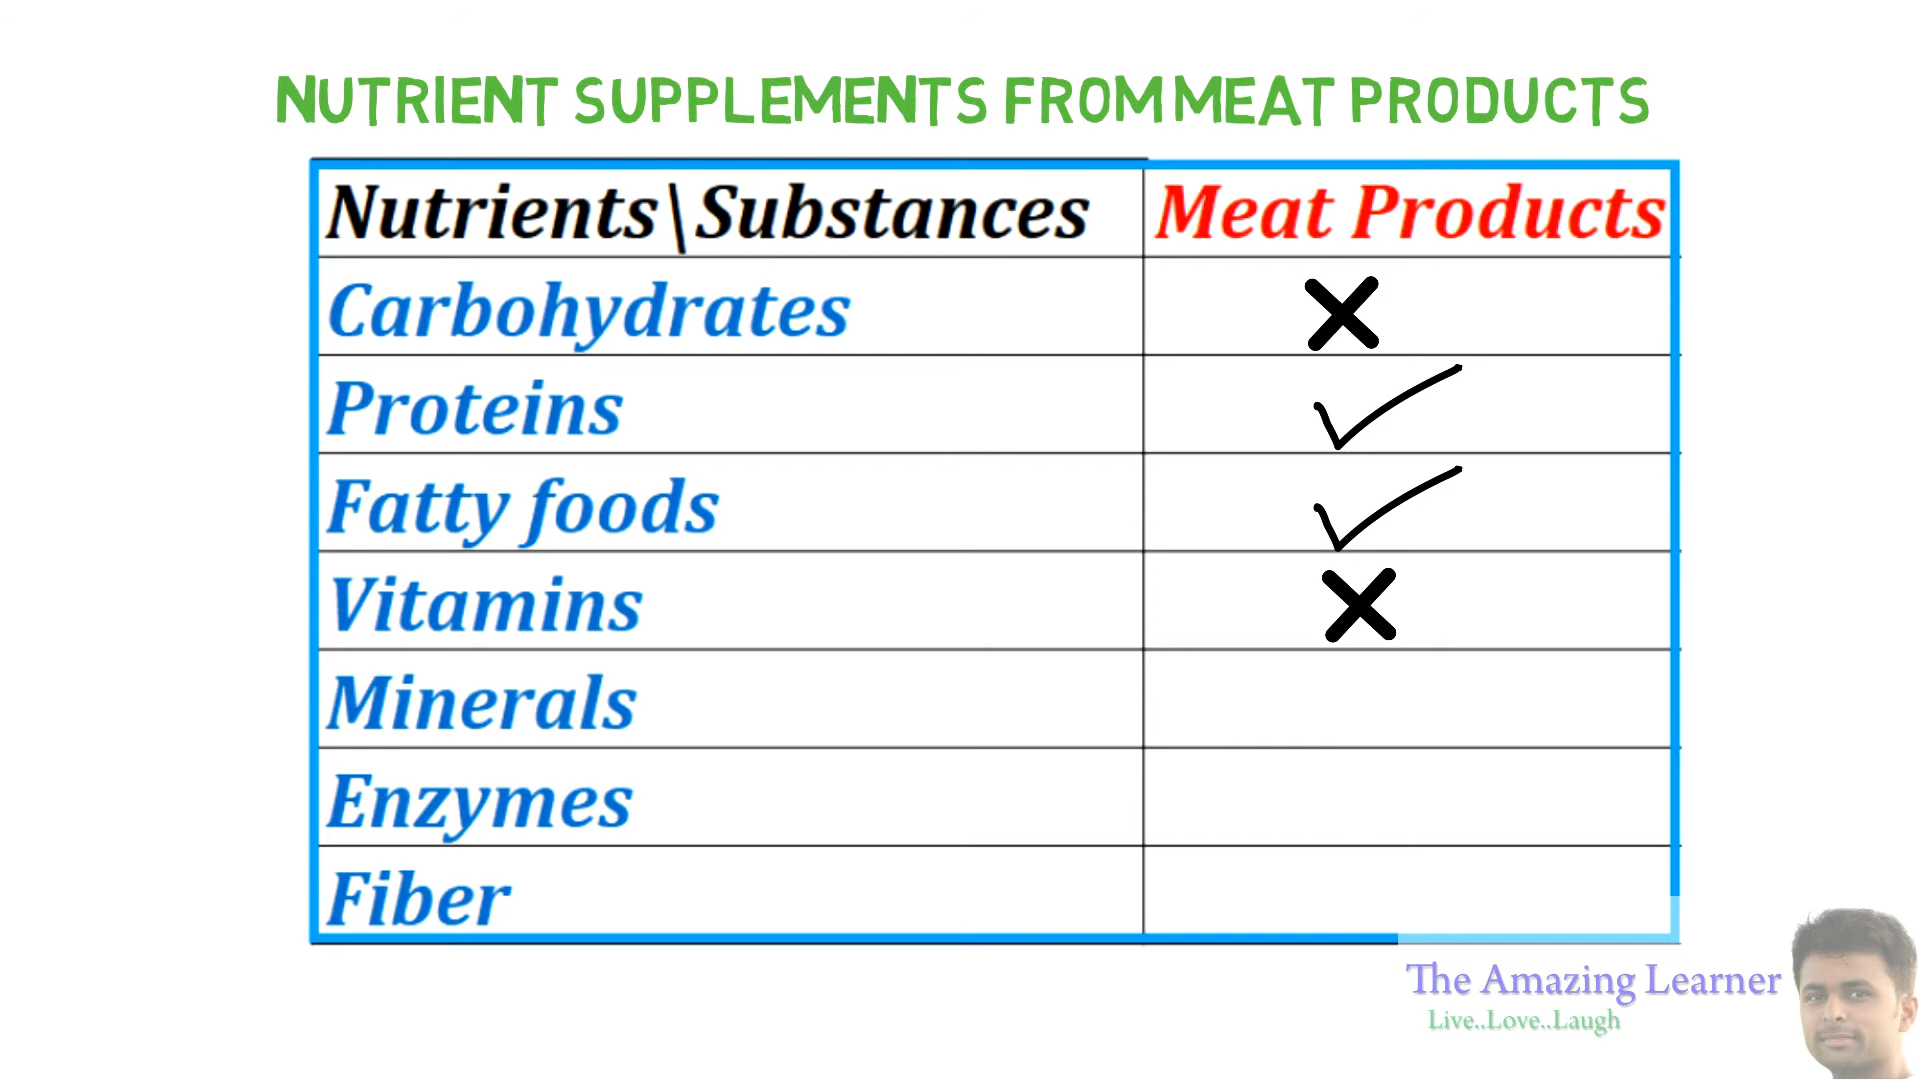 NUTRIENT SUPPLEMENTS FROM MEAT PRODUCTS
Nutrients\Substances Meat Products
Carbohydrates
Proteins
Fatty foods
Vitamins
Minerals
Enzymes
Fiber
The Amazing Learner
Live..Love..Laugh